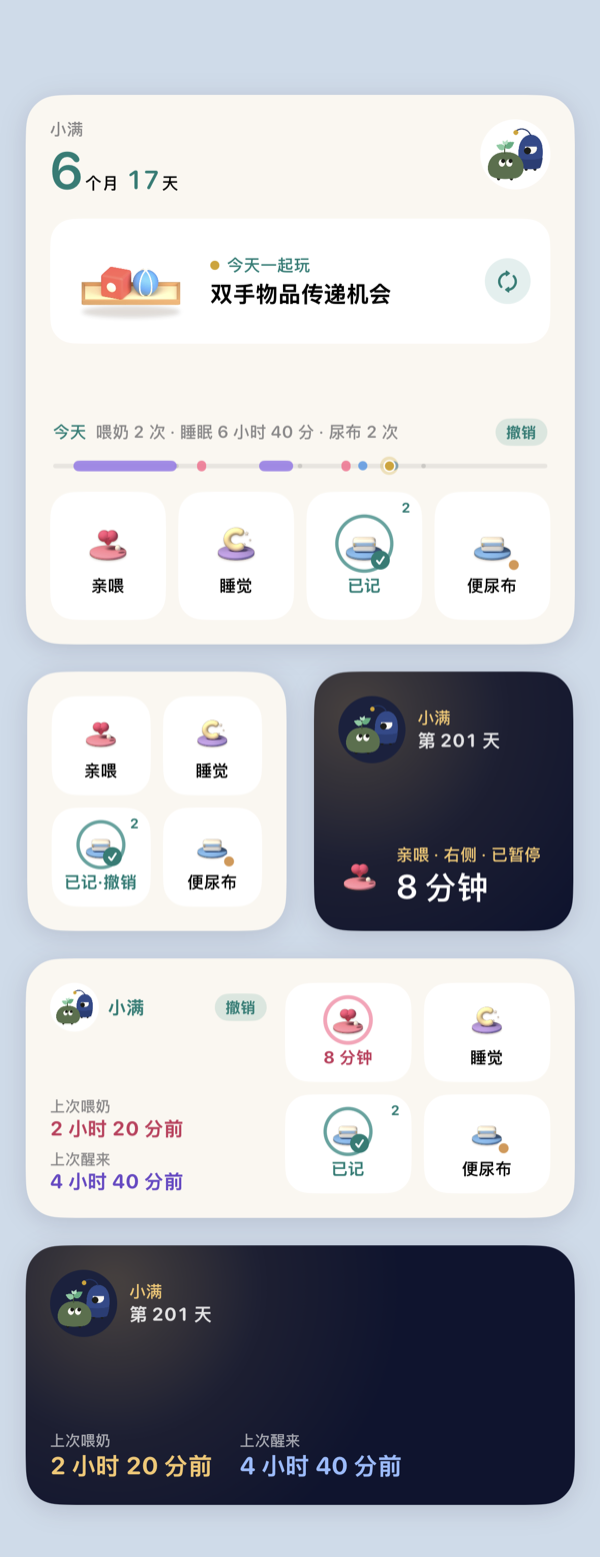 小满
6个月 17天
今天一起玩
双手物品传递机会
今天 喂奶 2 次 · 睡眠 6 小时 40 分 · 尿布 2 次
撤销
亲喂
睡觉
2
已记
便尿布
亲喂
睡觉
2
已记·撤销
便尿布
小满
第 201 天
亲喂 · 右侧 · 已暂停
8 分钟
小满
撤销
上次喂奶
2 小时 20 分前
上次醒来
4 小时 40 分前
8 分钟
睡觉
2
已记
便尿布
小满
第 201 天
上次喂奶
2 小时 20 分前
上次醒来
4 小时 40 分前